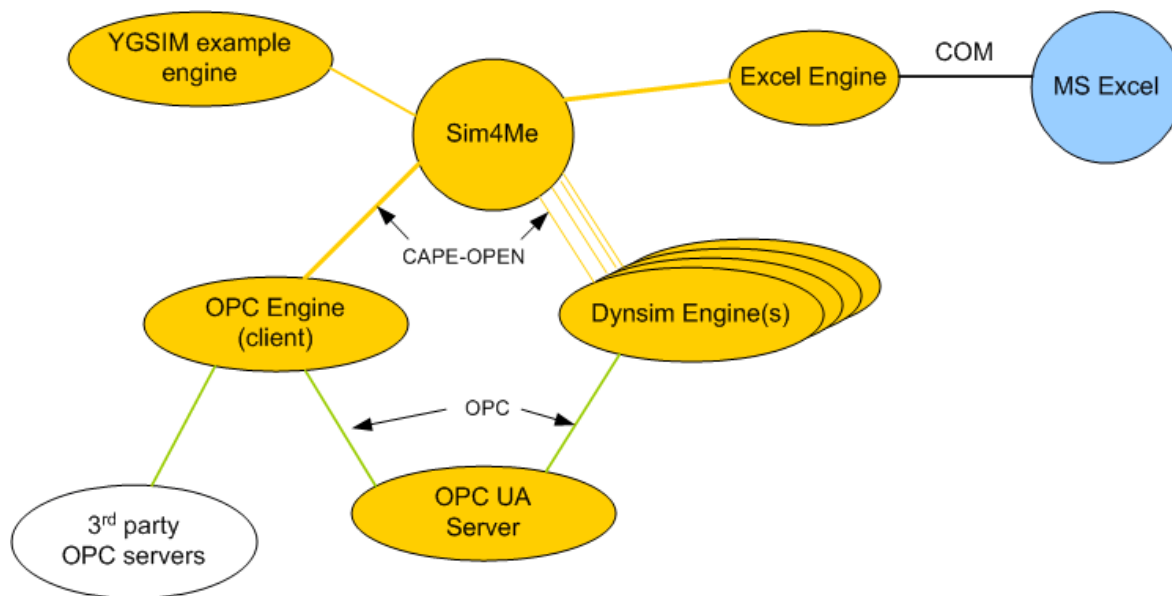 YGSIM example
engine
Sim4Me
Excel Engine
COM
MS Excel
CAPE-OPEN
OPC Engine
(client)
Dynsim Engine(s)
OPC
OPC UA
Server
3rd party
OPC servers